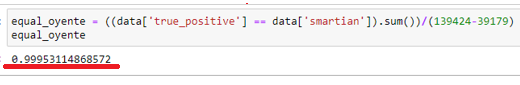 equal_oyente = ((data['true_positive'] == data['smartian']).sum())/(139424-39179)
equal_oyente
0.99953114868572